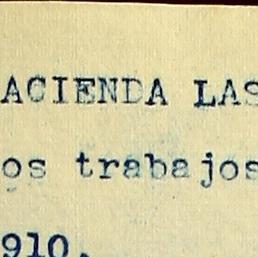 ACIENDA LAS
os trabajos
910.